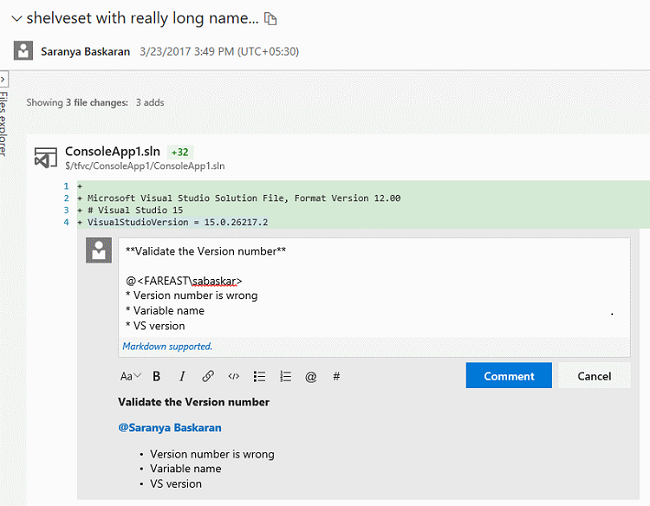 shelveset with really long name...
Saranya Baskaran 3/23/2017 3:49 PM (UTC+05:30)
Files explorer
Showing 3 file changes: 3 adds
ConsoleApp1.sln +32
$/tfvc/ConsoleApp1/ConsoleApp1.sln
1 +
2 + Microsoft Visual Studio Solution File, Format Version 12.00
3 + # Visual Studio 15
4 + VisualStudioVersion = 15.0.26217.2
**Validate the Version number**
@<FAREAST\sabaskar>
* Version number is wrong
* Variable name
* VS version
Markdown supported.
Aa B I </> @ # Comment Cancel
Validate the Version number
@Saranya Baskaran
• Version number is wrong
• Variable name
• VS version